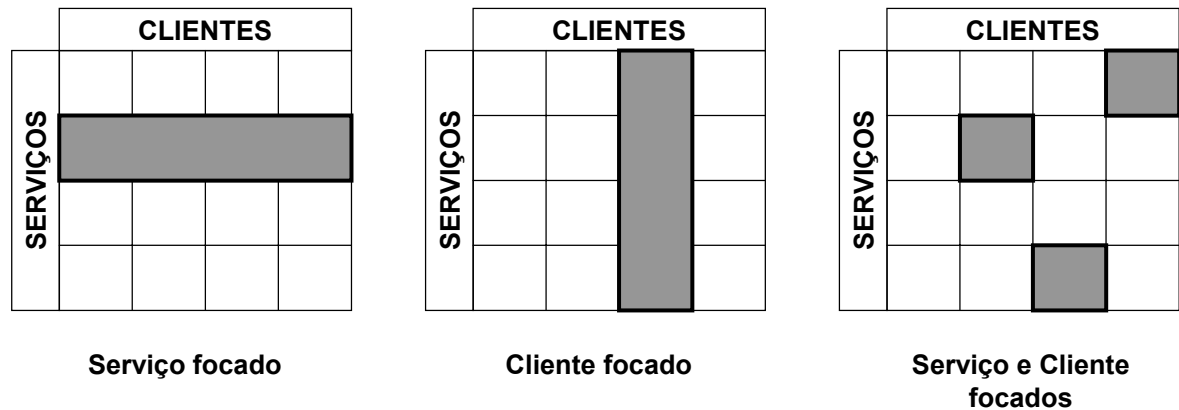 CLIENTES
SERVIÇOS
Serviço focado
CLIENTES
SERVIÇOS
Cliente focado
CLIENTES
SERVIÇOS
Serviço e Cliente
focados